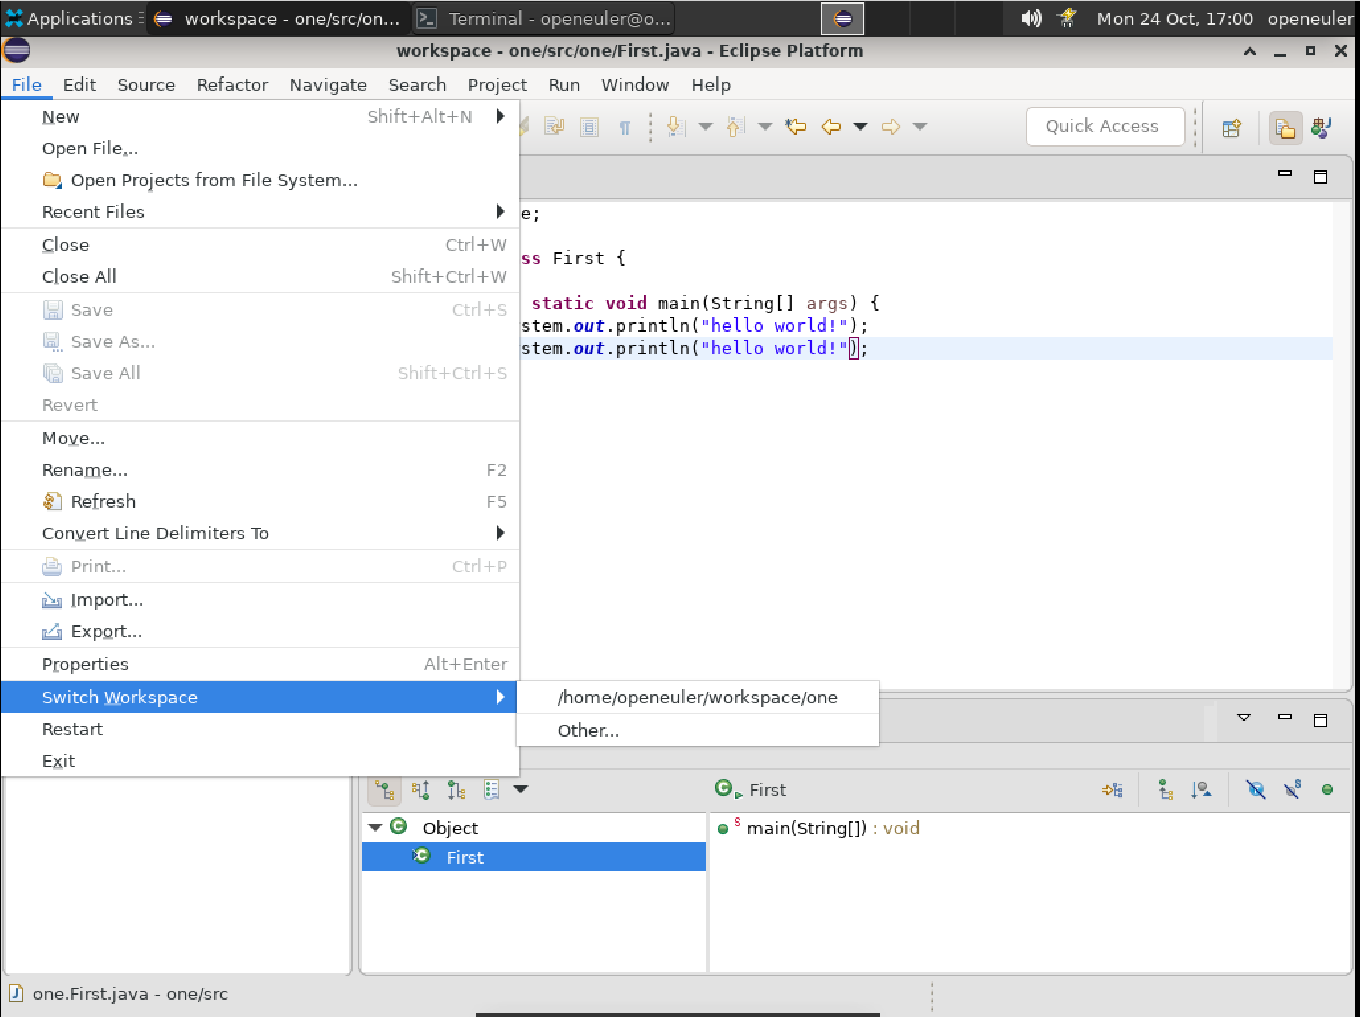 Applications
workspace - one/src/on...
Terminal - openeuler@o...
Mon 24 Oct, 17:00
openeuler
workspace - one/src/one/First.java - Eclipse Platform
File Edit Source Refactor Navigate Search Project Run Window Help
New Shift+Alt+N
Open File...
Open Projects from File System...
Recent Files
Close Ctrl+W
Close All Shift+Ctrl+W
Save Ctrl+S
Save As...
Save All Shift+Ctrl+S
Revert
Move...
Rename... F2
Refresh F5
Convert Line Delimiters To
Print... Ctrl+P
Import...
Export...
Properties Alt+Enter
Switch Workspace
Restart
Exit
/home/openeuler/workspace/one
Other...
Quick Access
e;
ss First {
static void main(String[] args) {
stem.out.println("hello world!");
stem.out.println("hello world!");
Object
First
First
main(String[]) : void
one.First.java - one/src